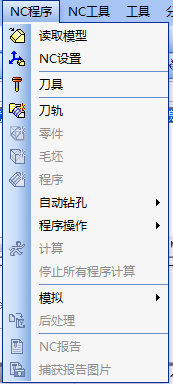 NC程序 NC工具 工具
读取模型
NC设置
刀具
刀轨
零件
毛坯
程序
自动钻孔
程序操作
计算
停止所有程序计算
模拟
后处理
NC报告
捕获报告图片